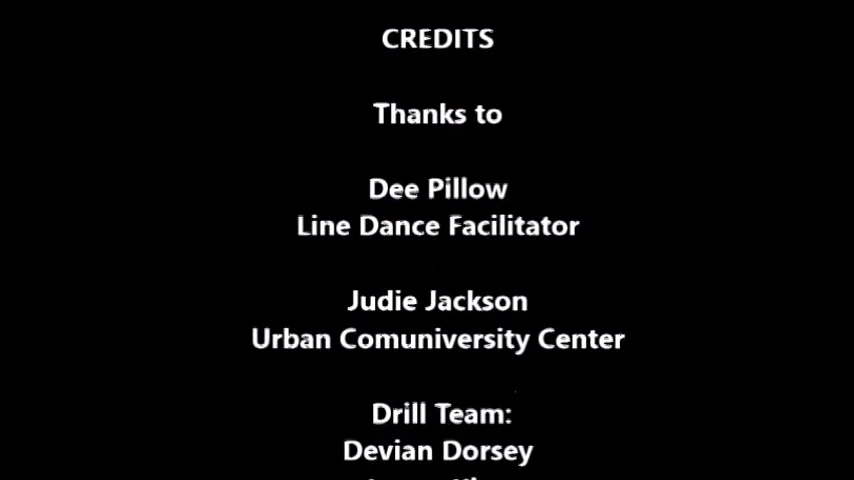 CREDITS
Thanks to
Dee Pillow
Line Dance Facilitator
Judie Jackson
Urban Comuniversity Center
Drill Team:
Devian Dorsey